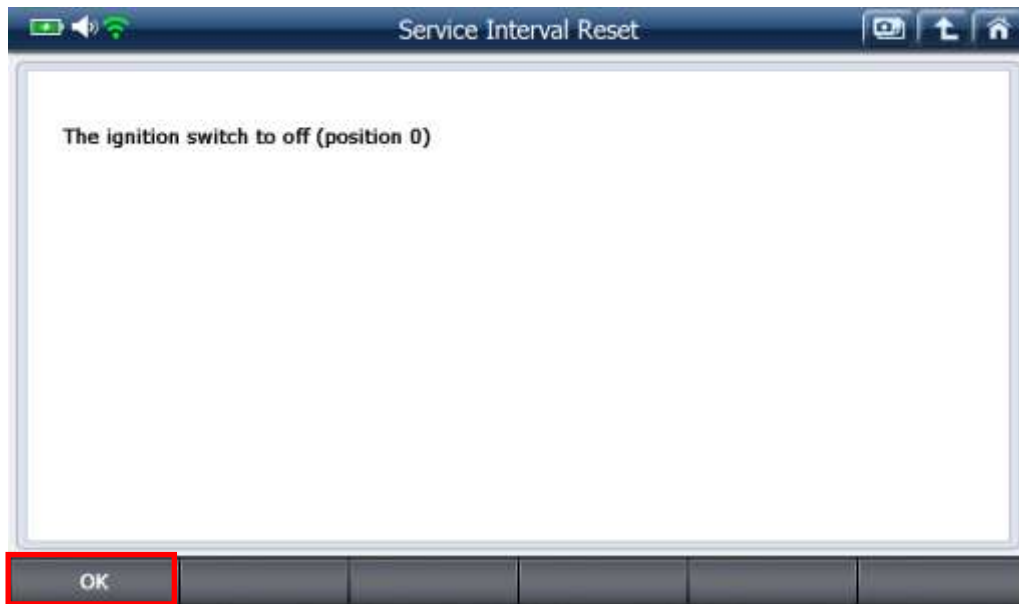 Service Interval Reset
The ignition switch to off (position 0)
OK